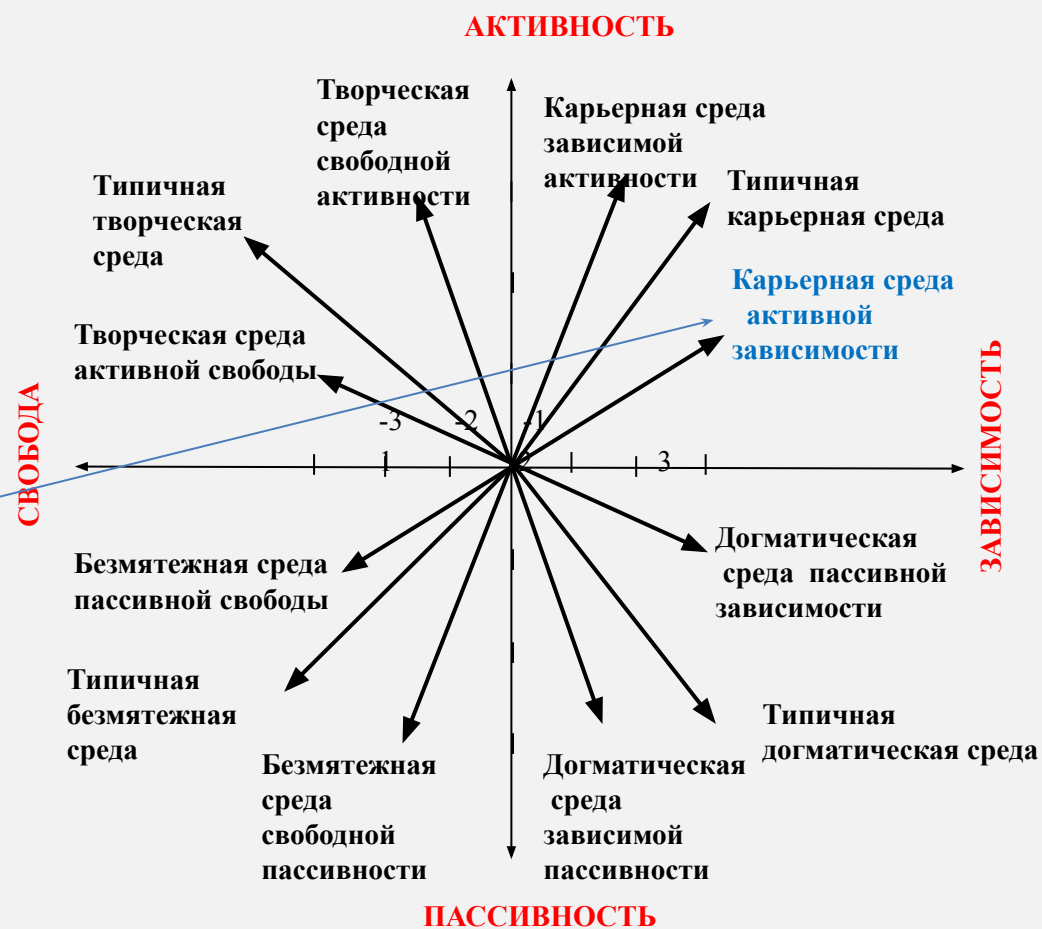 АКТИВНОСТЬ
Творческая
среда
свободной
активности
Карьерная среда
зависимой
активности
Типичная
творческая
среда
Типичная
карьерная среда
Карьерная среда
активной
зависимости
Творческая среда
активной свободы
СВОБОДА
ЗАВИСИМОСТЬ
-3 -2 -1
1 2 3
Безмятежная среда
пассивной свободы
Догматическая
среда пассивной
зависимости
Типичная
безмятежная
среда
Типичная
догматическая среда
Безмятежная
среда
свободной
пассивности
Догматическая
среда
зависимой
пассивности
ПАССИВНОСТЬ